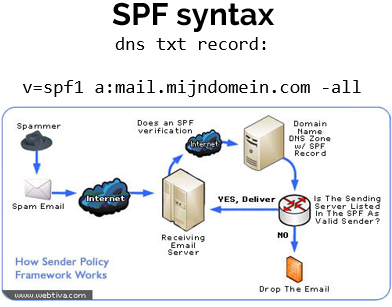 SPF syntax
dns txt record:
v=spf1 a:mail.mijndomein.com -all
Spammer
Spam Email
Internet
Does an SPF
verification
Internet
Receiving
Email
Server
Domain
Name
DNS Zone
w/ SPF
Record
YES, Deliver
Is The Sending
Server Listed
In The SPF As
Valid Sender?
NO
Drop The Email
How Sender Policy
Framework Works
www.webtiva.com